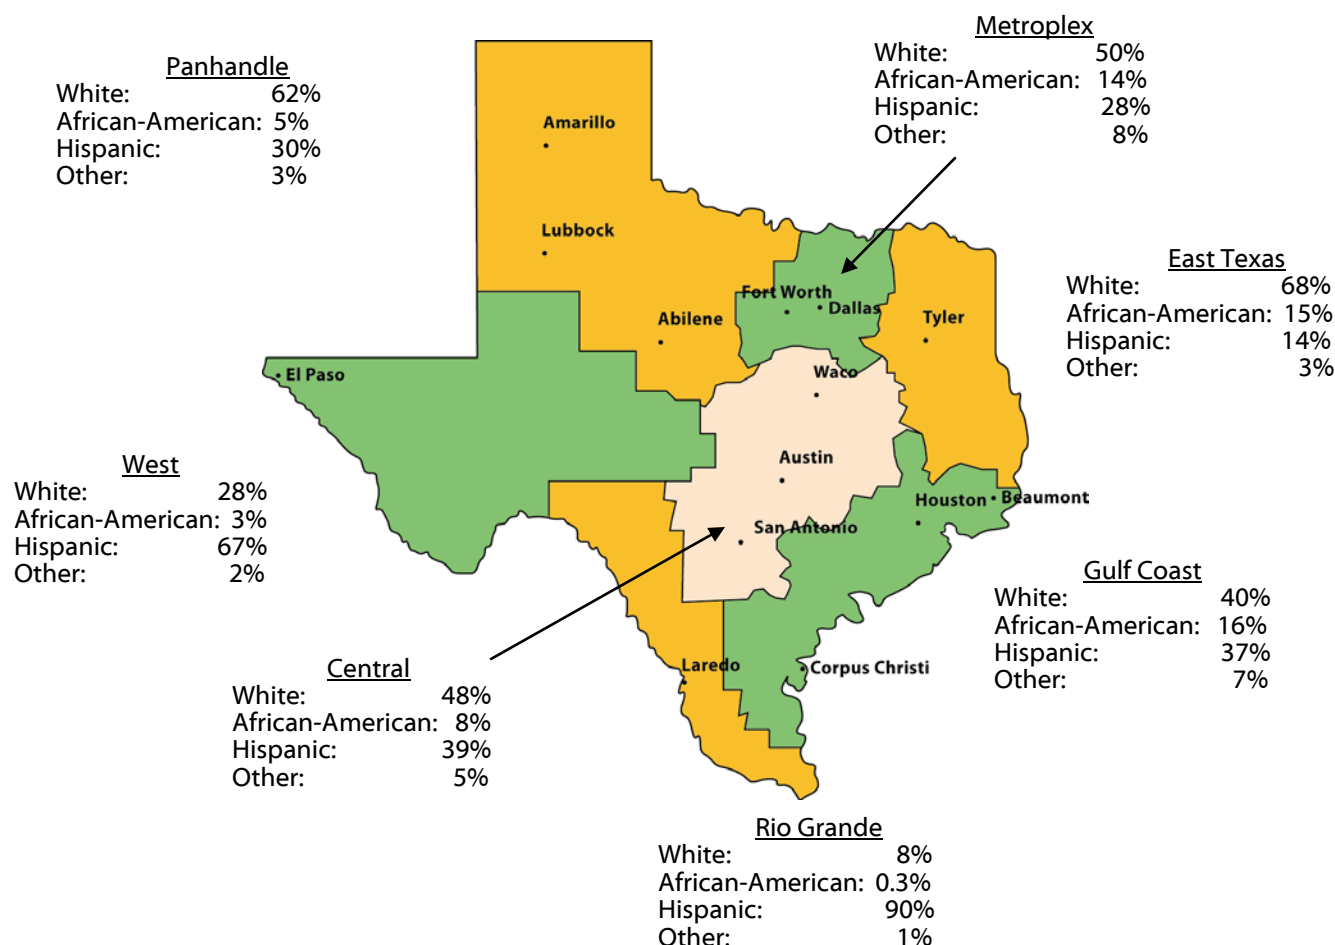 Metroplex
White: 50%
African-American: 14%
Hispanic: 28%
Other: 8%
Panhandle
White: 62%
African-American: 5%
Hispanic: 30%
Other: 3%
Amarillo
Lubbock
Abilene
Fort Worth
Dallas
Tyler
East Texas
White: 68%
African-American: 15%
Hispanic: 14%
Other: 3%
El Paso
Waco
Austin
San Antonio
Houston
Beaumont
West
White: 28%
African-American: 3%
Hispanic: 67%
Other: 2%
Gulf Coast
White: 40%
African-American: 16%
Hispanic: 37%
Other: 7%
Laredo
Corpus Christi
Central
White: 48%
African-American: 8%
Hispanic: 39%
Other: 5%
Rio Grande
White: 8%
African-American: 0.3%
Hispanic: 90%
Other: 1%